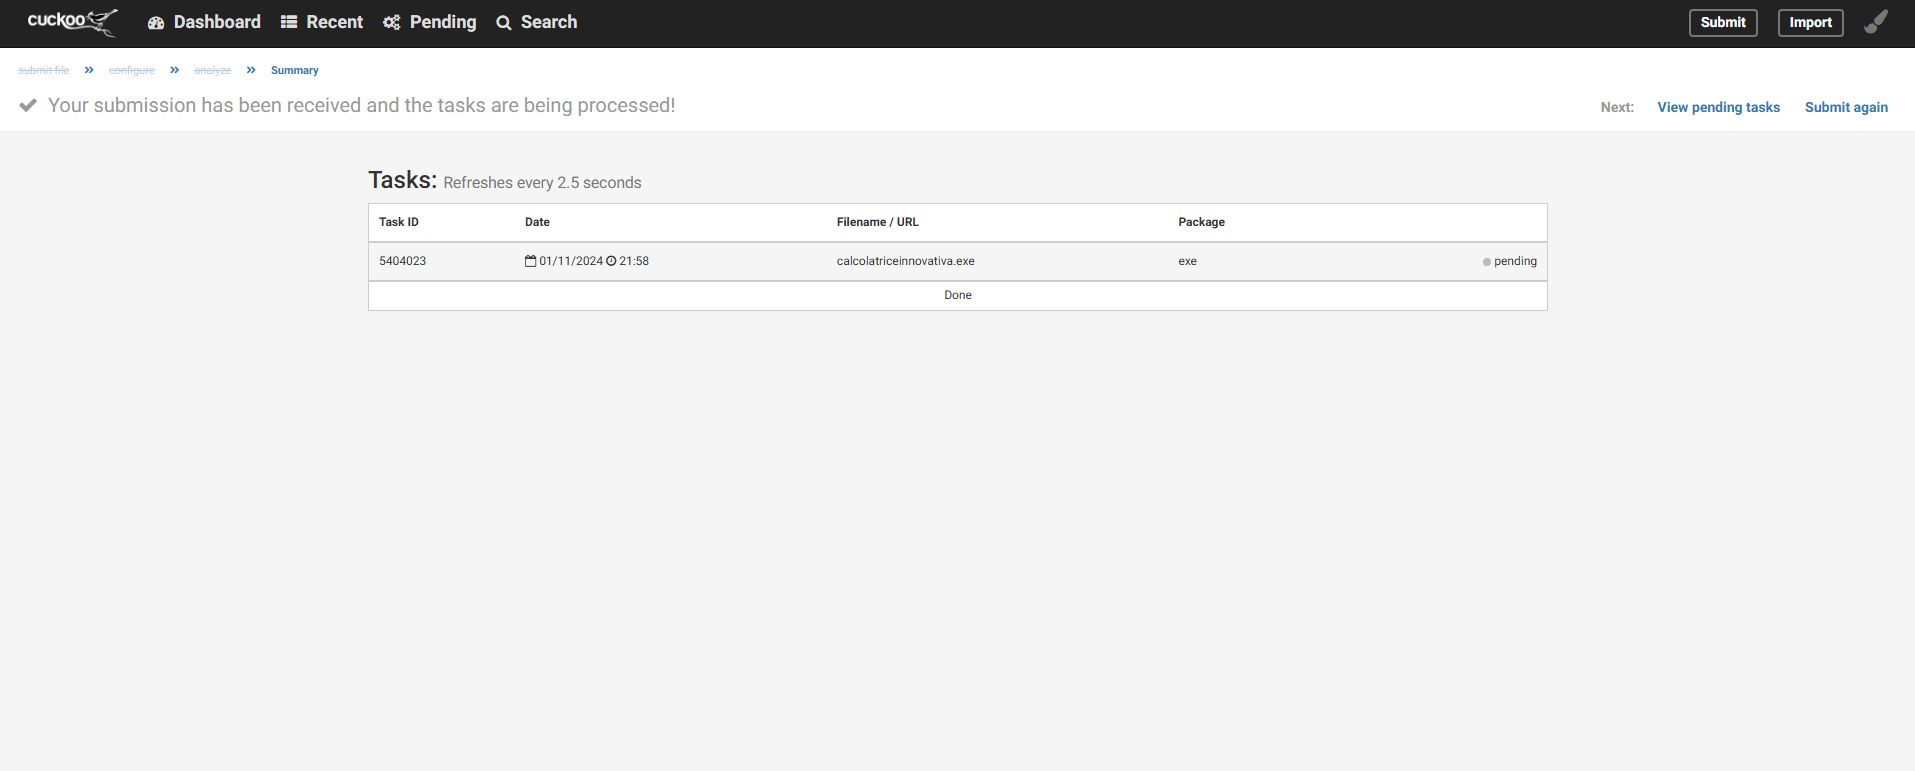 cuckoo Dashboard Recent Pending Search Submit Import
submit file » configure » analyze » Summary
Your submission has been received and the tasks are being processed!
Next: View pending tasks Submit again
Tasks: Refreshes every 2.5 seconds
Task ID Date Filename / URL Package
5404023 01/11/2024 21:58 calcolatriceinnovativa.exe exe pending
Done